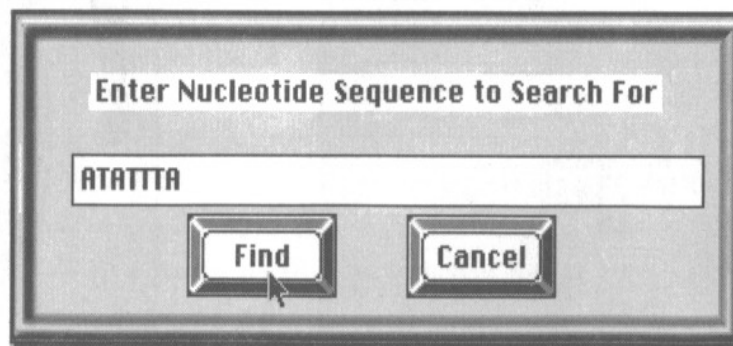 Enter Nucleotide Sequence to Search For
ATATTTA
Find
Cancel